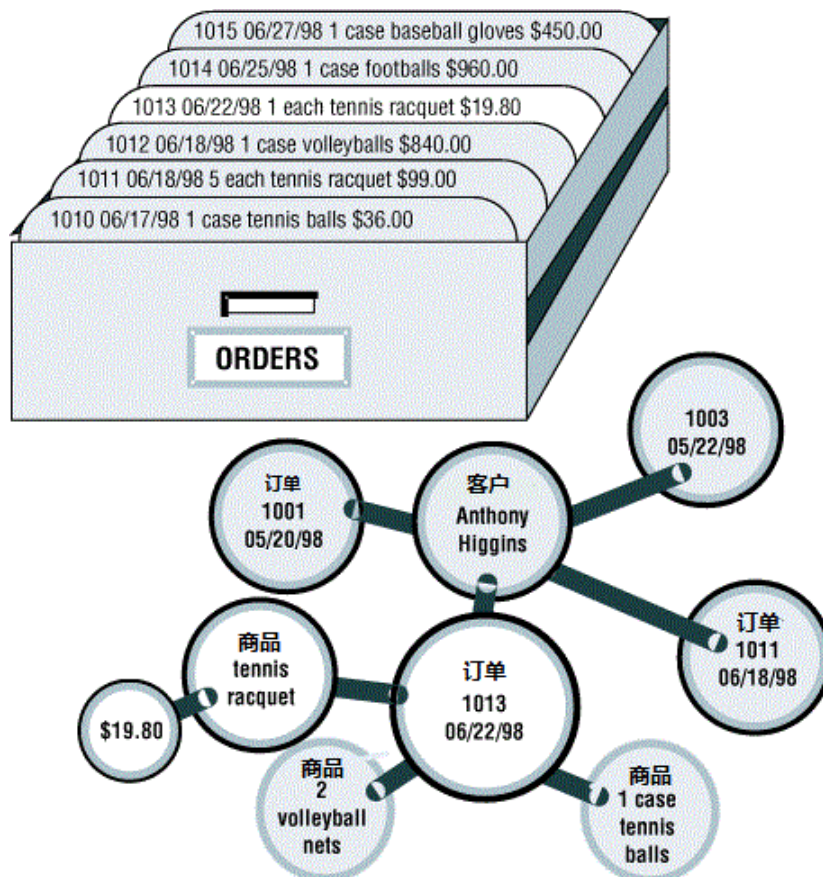 1015 06/27/98 1 case baseball gloves $450.00
1014 06/25/98 1 case footballs $960.00
1013 06/22/98 1 each tennis racquet $19.80
1012 06/18/98 1 case volleyballs $840.00
1011 06/18/98 5 each tennis racquet $99.00
1010 06/17/98 1 case tennis balls $36.00
ORDERS
1003
05/22/98
订单
1001
05/20/98
客户
Anthony
Higgins
订单
1011
06/18/98
商品
tennis
racquet
订单
1013
06/22/98
$19.80
商品
2
volleyball
nets
商品
1 case
tennis
balls